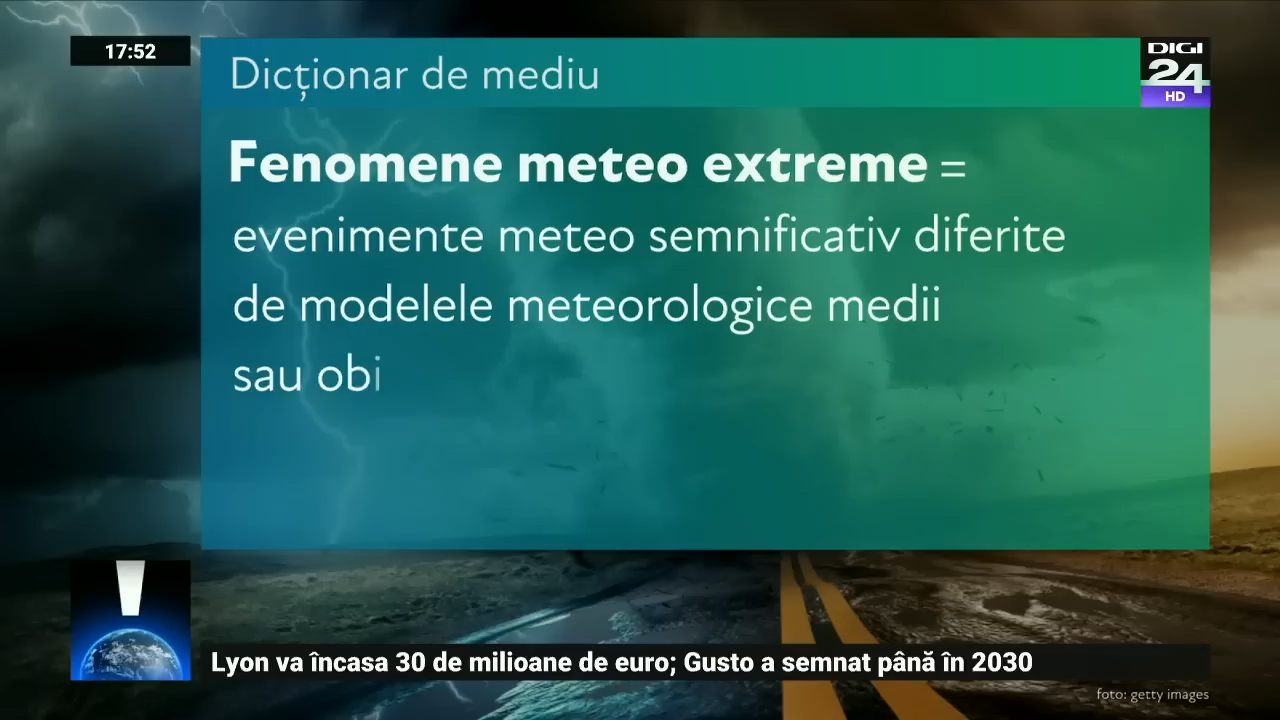 17:52
Dicționar de mediu
DIGI
24
HD
Fenomene meteo extreme =
evenimente meteo semnificativ diferite
de modelele meteorologice medii
sau obi
Lyon va încasa 30 de milioane de euro; Gusto a semnat până în 2030
foto: getty images